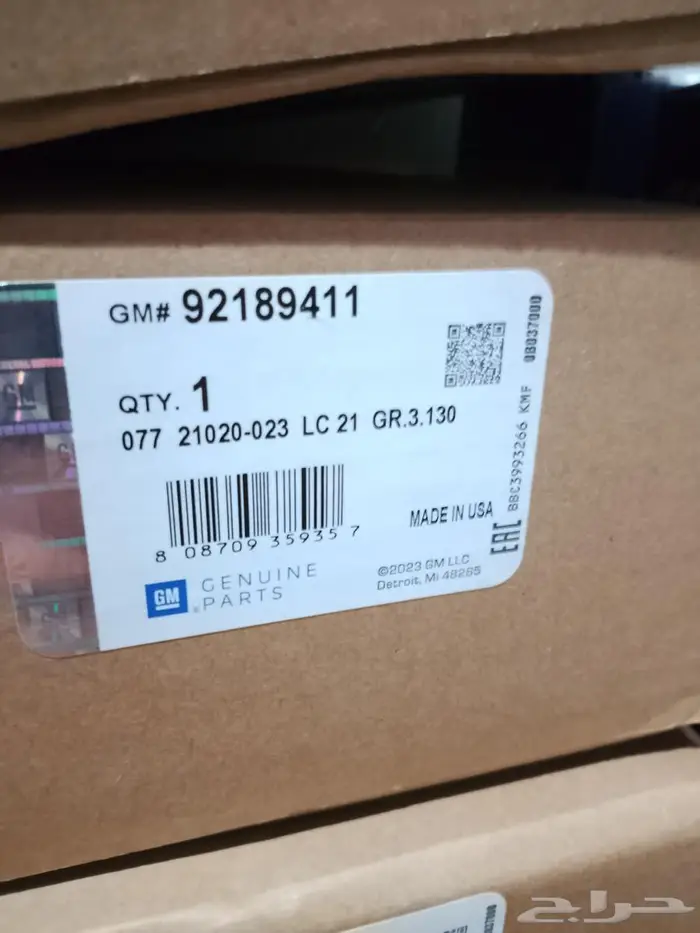 GM# 92189411
QTY. 1
077 21020-023 LC 21 GR.3.130
MADE IN USA
8 08709 35935 7
GM GENUINE
PARTS
©2023 GM LLC
Detroit, MI 48265
EAC BBC3993266 KMF 08037000
حراج